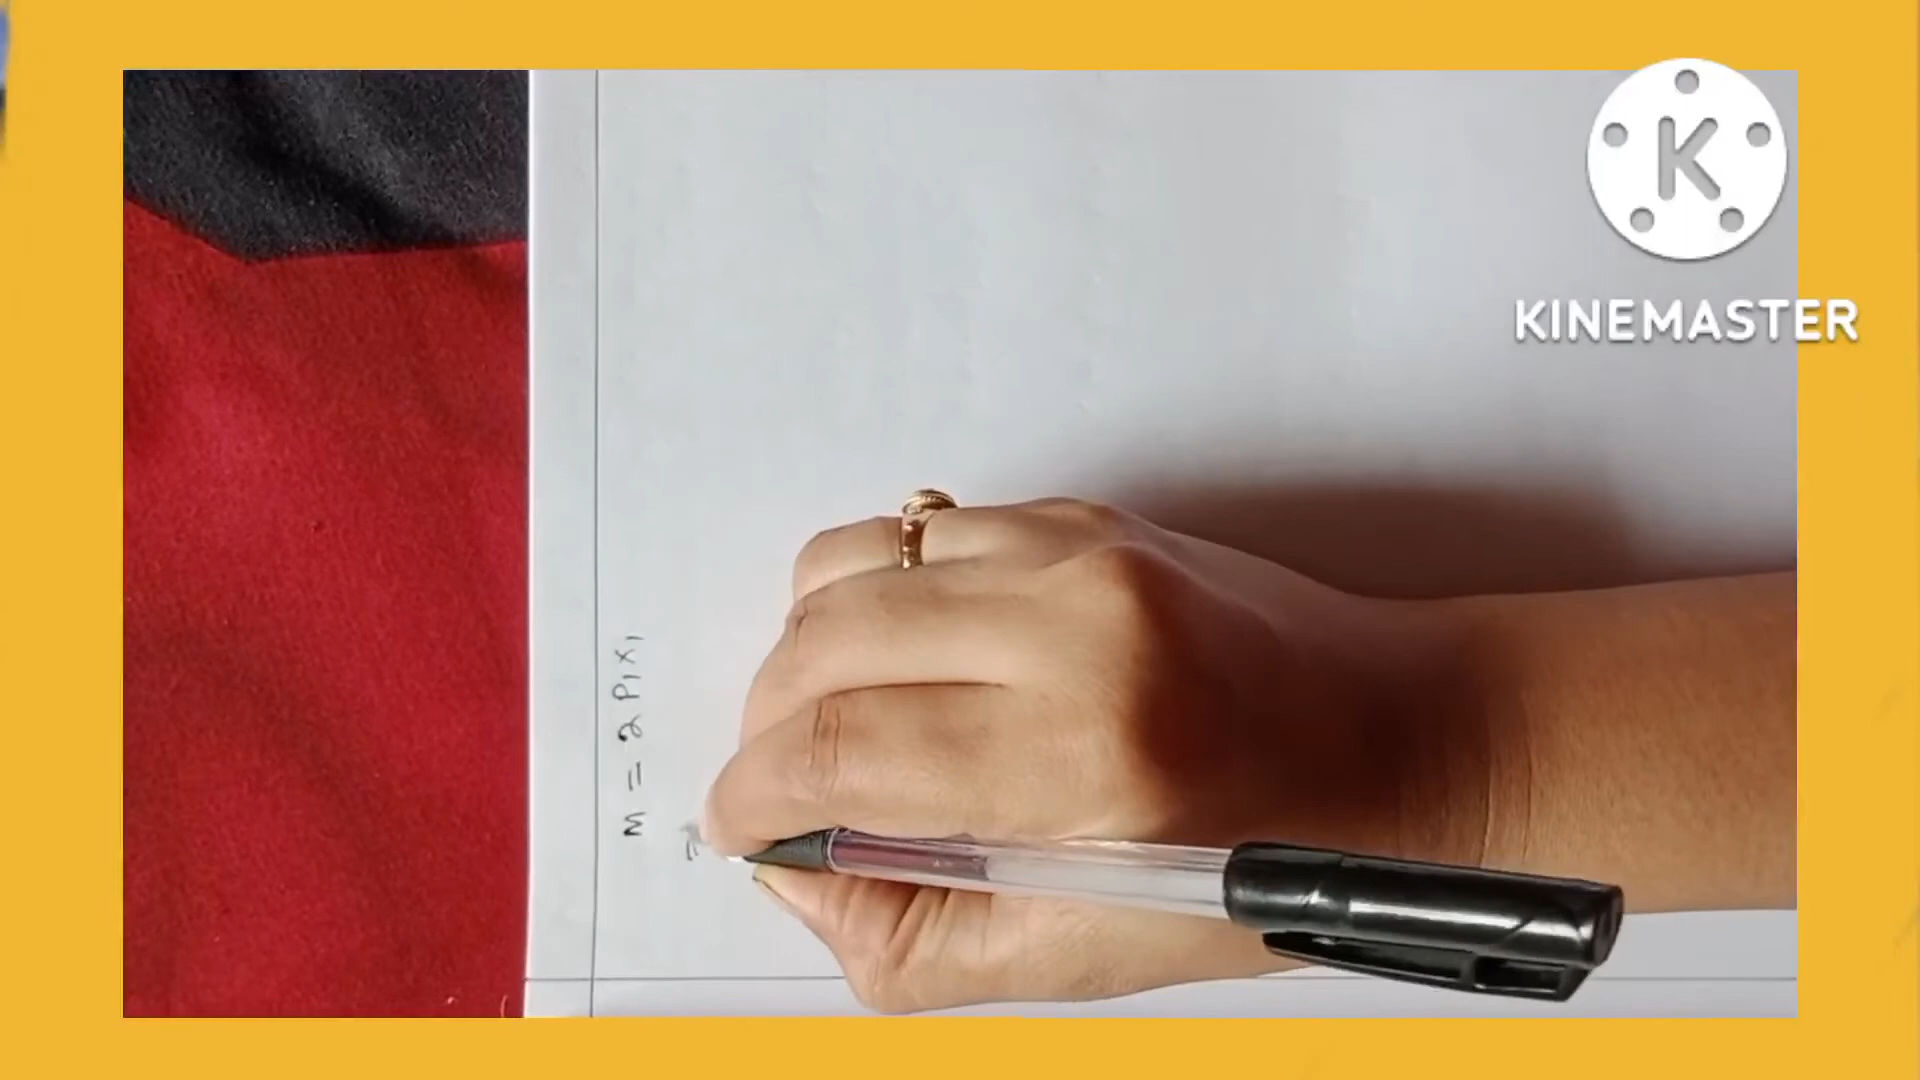 M = 2P₁x₁
=
K
KINEMASTER